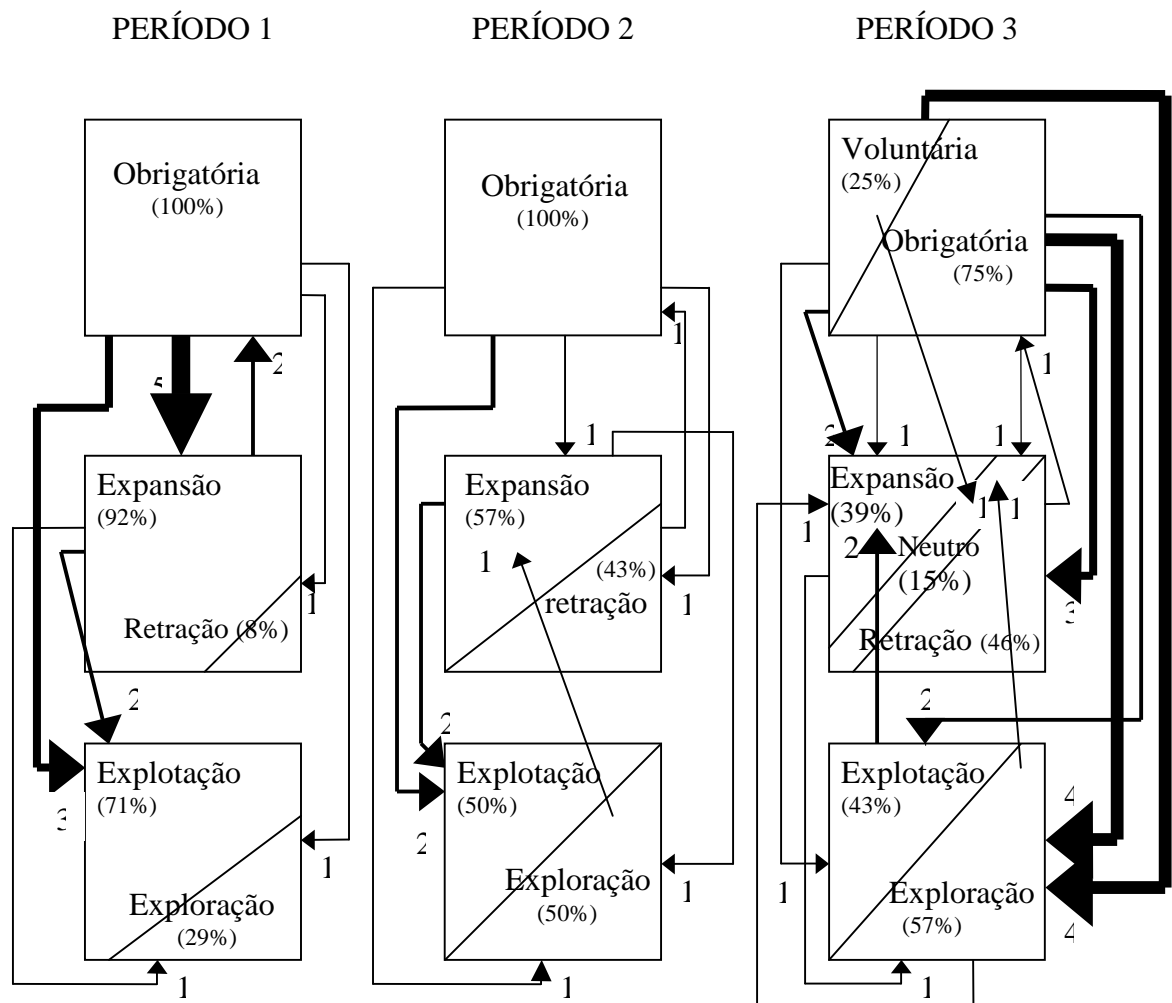 PERÍODO 1
Obrigatória
(100%)
5
2
Expansão
(92%)
1
Retração (8%)
2
Explotação
(71%)
3
1
Exploração
(29%)
1
PERÍODO 2
Obrigatória
(100%)
1
1
Expansão
(57%)
1
(43%)
retração
1
2
Explotação
(50%)
2
1
Exploração
(50%)
1
PERÍODO 3
Voluntária
(25%)
Obrigatória
(75%)
1
2
1
1
Expansão
(39%)
1
1
1
2
Neutro
(15%)
3
Retração (46%)
2
Explotação
(43%)
4
1
Exploração
(57%)
4
1